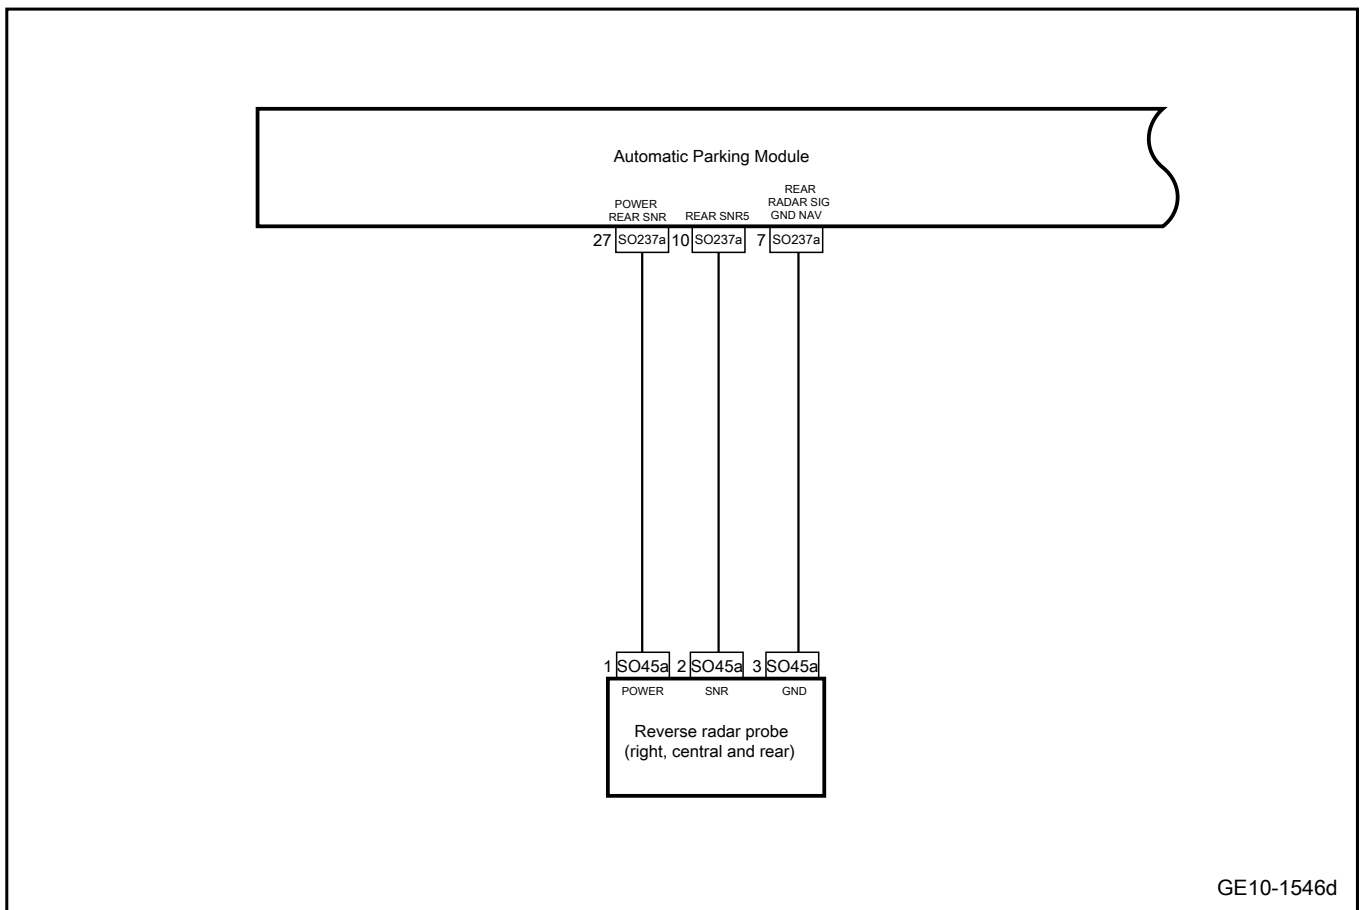 Automatic Parking Module
POWER
REAR SNR
REAR SNR5
REAR
RADAR SIG
GND NAV
27 SO237a 10 SO237a 7 SO237a
1 SO45a 2 SO45a 3 SO45a
POWER SNR GND
Reverse radar probe
(right, central and rear)
GE10-1546d